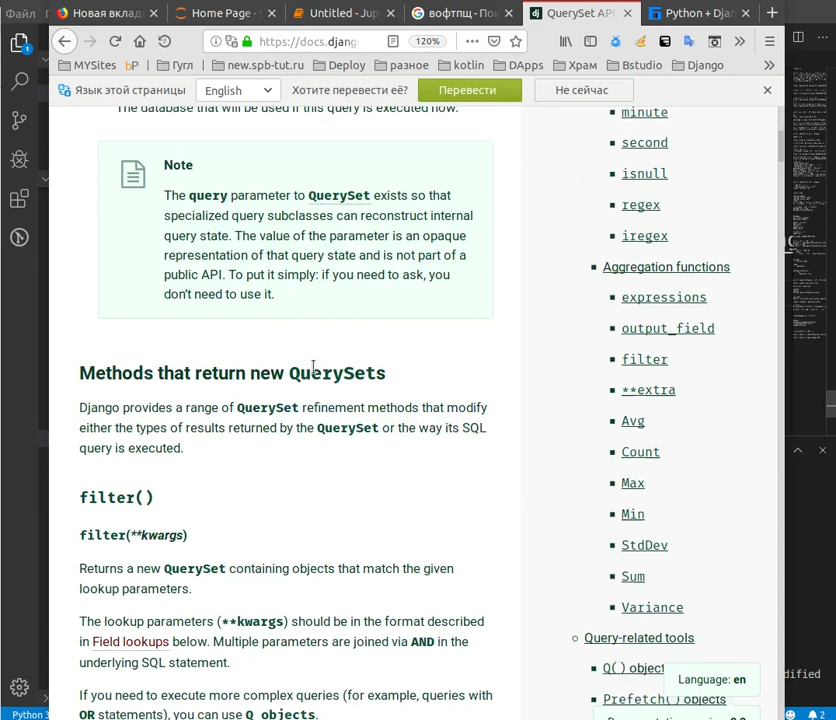 Файл
Новая вклад
Home Page - S
Untitled - Jup
вофтпщ - По
QuerySet API
Python + Djan
https://docs.djang
120%
MYSites
Гугл
new.spb-tut.ru
Deploy
разное
kotlin
DApps
Храм
Bstudio
Django
Язык этой страницы
English
Хотите перевести её?
Перевести
Не сейчас
The database that will be used if this query is executed now.
Note
The query parameter to QuerySet exists so that
specialized query subclasses can reconstruct internal
query state. The value of the parameter is an opaque
representation of that query state and is not part of a
public API. To put it simply: if you need to ask, you
don't need to use it.
Methods that return new QuerySets
Django provides a range of QuerySet refinement methods that modify
either the types of results returned by the QuerySet or the way its SQL
query is executed.
filter()
filter(**kwargs)
Returns a new QuerySet containing objects that match the given
lookup parameters.
The lookup parameters (**kwargs) should be in the format described
in Field lookups below. Multiple parameters are joined via AND in the
underlying SQL statement.
If you need to execute more complex queries (for example, queries with
OR statements), you can use Q objects.
minute
second
isnull
regex
iregex
Aggregation functions
expressions
output_field
filter
**extra
Avg
Count
Max
Min
StdDev
Sum
Variance
Query-related tools
Q() object
Prefetch() objects
Language: en
dified
Python 3
2